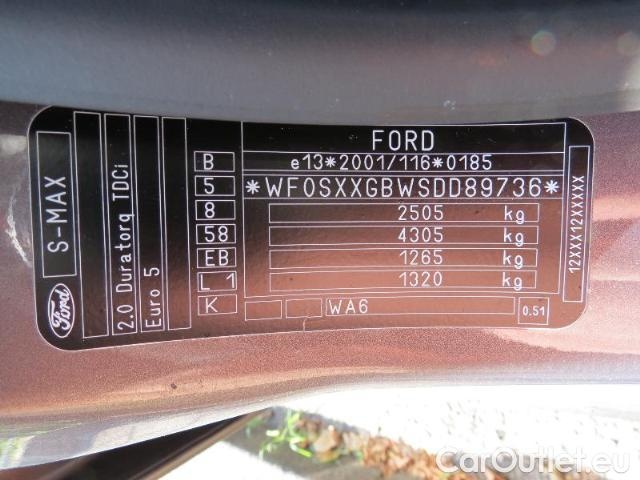 FORD
e13*2001/116*0185
*WF0SXXGBWSDD89736*
2505 kg
4305 kg
1265 kg
1320 kg
WA6
0.51
B
5
8
58
EB
L 1
K
S-MAX
2.0 Duratorq TDCi
Euro 5
Ford
12XXX12XXXXX
CarOutlet.eu